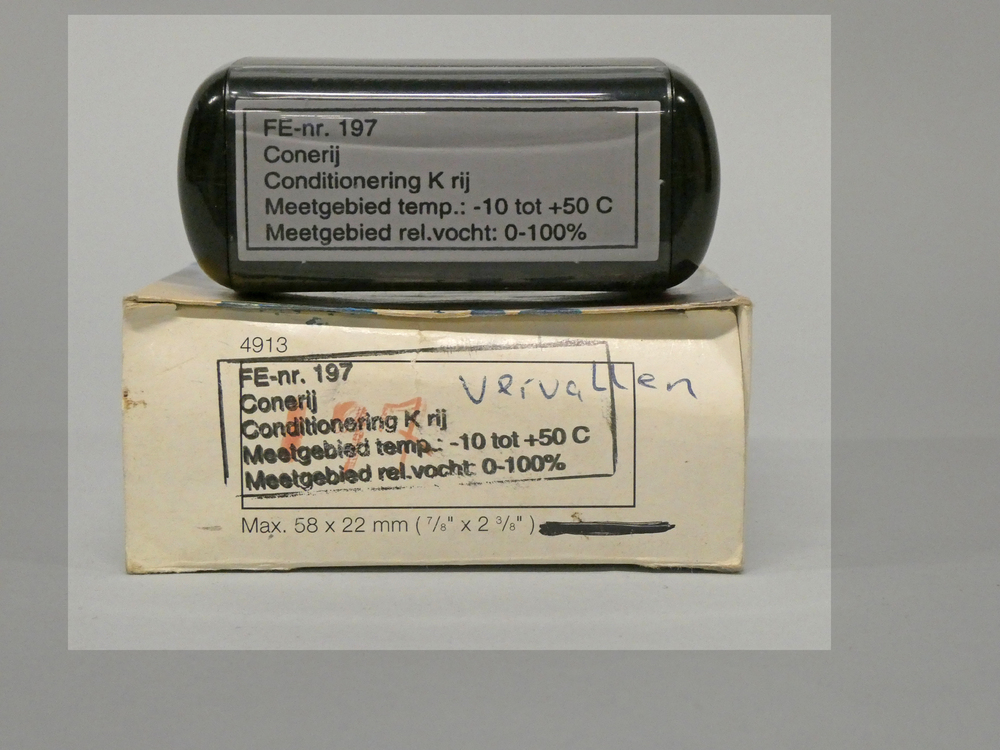 FE-nr. 197
Conerij
Conditionering K rij
Meetgebied temp.: -10 tot +50 C
Meetgebied rel.vocht: 0-100%
4913
vervallen
FE-nr. 197
Conerij
197
Conditionering K rij
Meetgebied temp.: -10 tot +50 C
Meetgebied rel.vocht: 0-100%
Max. 58 x 22 mm ( 7/8" x 2 3/8" )